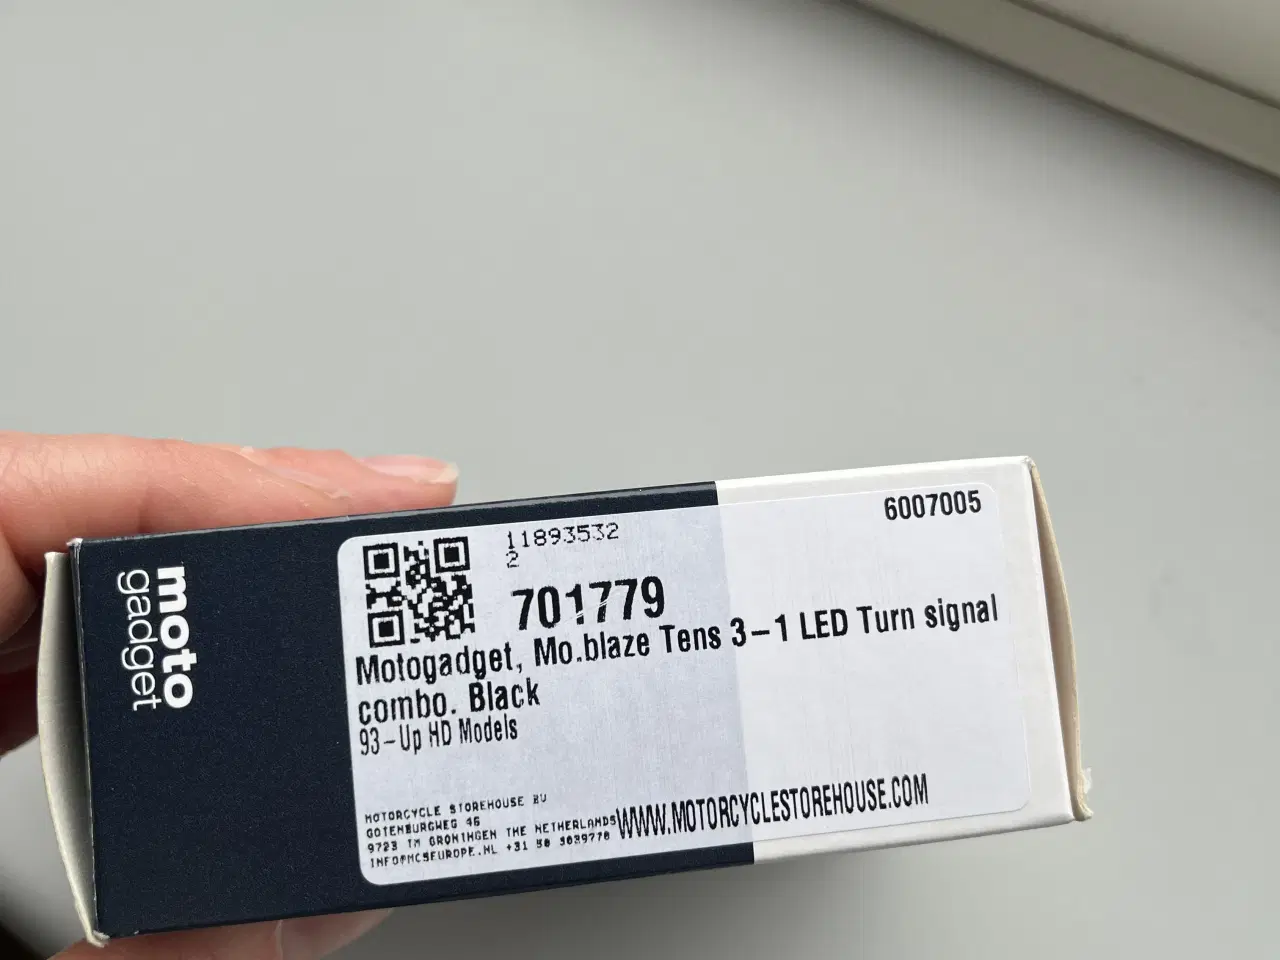 moto
gadget
11893532
2
6007005
701779
Motogadget, Mo.blaze Tens 3-1 LED Turn signal
combo. Black
93-Up HD Models
MOTORCYCLE STOREHOUSE BV
GOTENBURGWEG 46
9723 TM GRONINGEN THE NETHERLANDS
INFO@MCSEUROPE.NL +31 50 3039770
WWW.MOTORCYCLESTOREHOUSE.COM